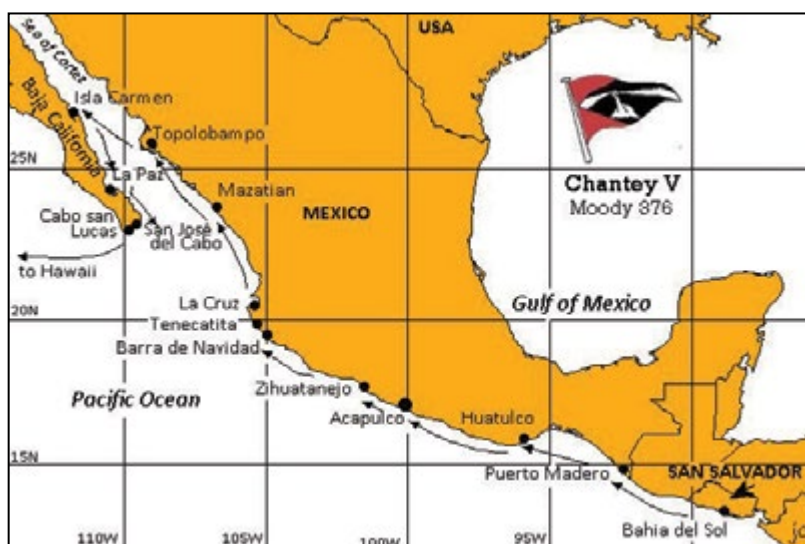 USA
Sea of Cortez
Isla Carmen
Baja California
Topolobampo
25N
La Paz
Chantey V
Moody 376
Mazatlan
MEXICO
Cabo san
Lucas
San José
del Cabo
to Hawaii
La Cruz
Gulf of Mexico
20N
Tenecatita
Barra de Navidad
Zihuatanejo
Pacific Ocean
Acapulco
Huatulco
15N
Puerto Madero
SAN SALVADOR
Bahia del Sol
110W
105W
100W
95W